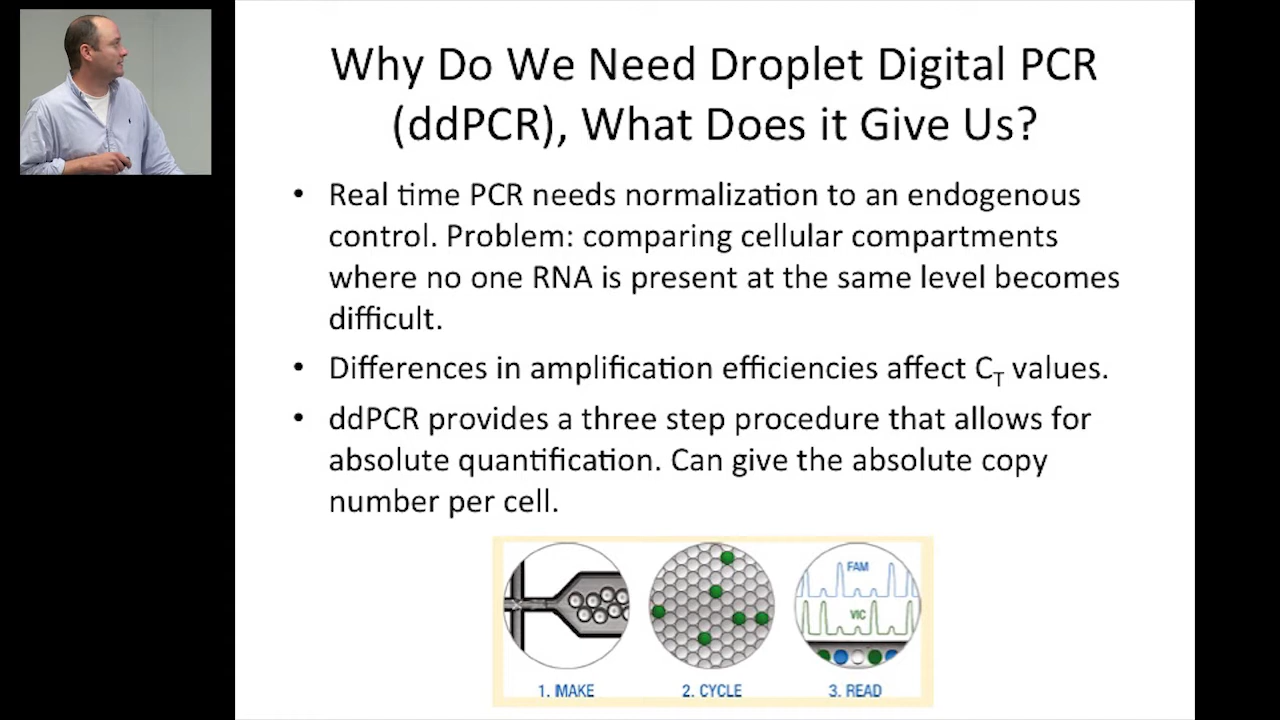 Why Do We Need Droplet Digital PCR
(ddPCR), What Does it Give Us?
• Real time PCR needs normalization to an endogenous
control. Problem: comparing cellular compartments
where no one RNA is present at the same level becomes
difficult.
• Differences in amplification efficiencies affect CT values.
• ddPCR provides a three step procedure that allows for
absolute quantification. Can give the absolute copy
number per cell.
FAM
VIC
1. MAKE
2. CYCLE
3. READ